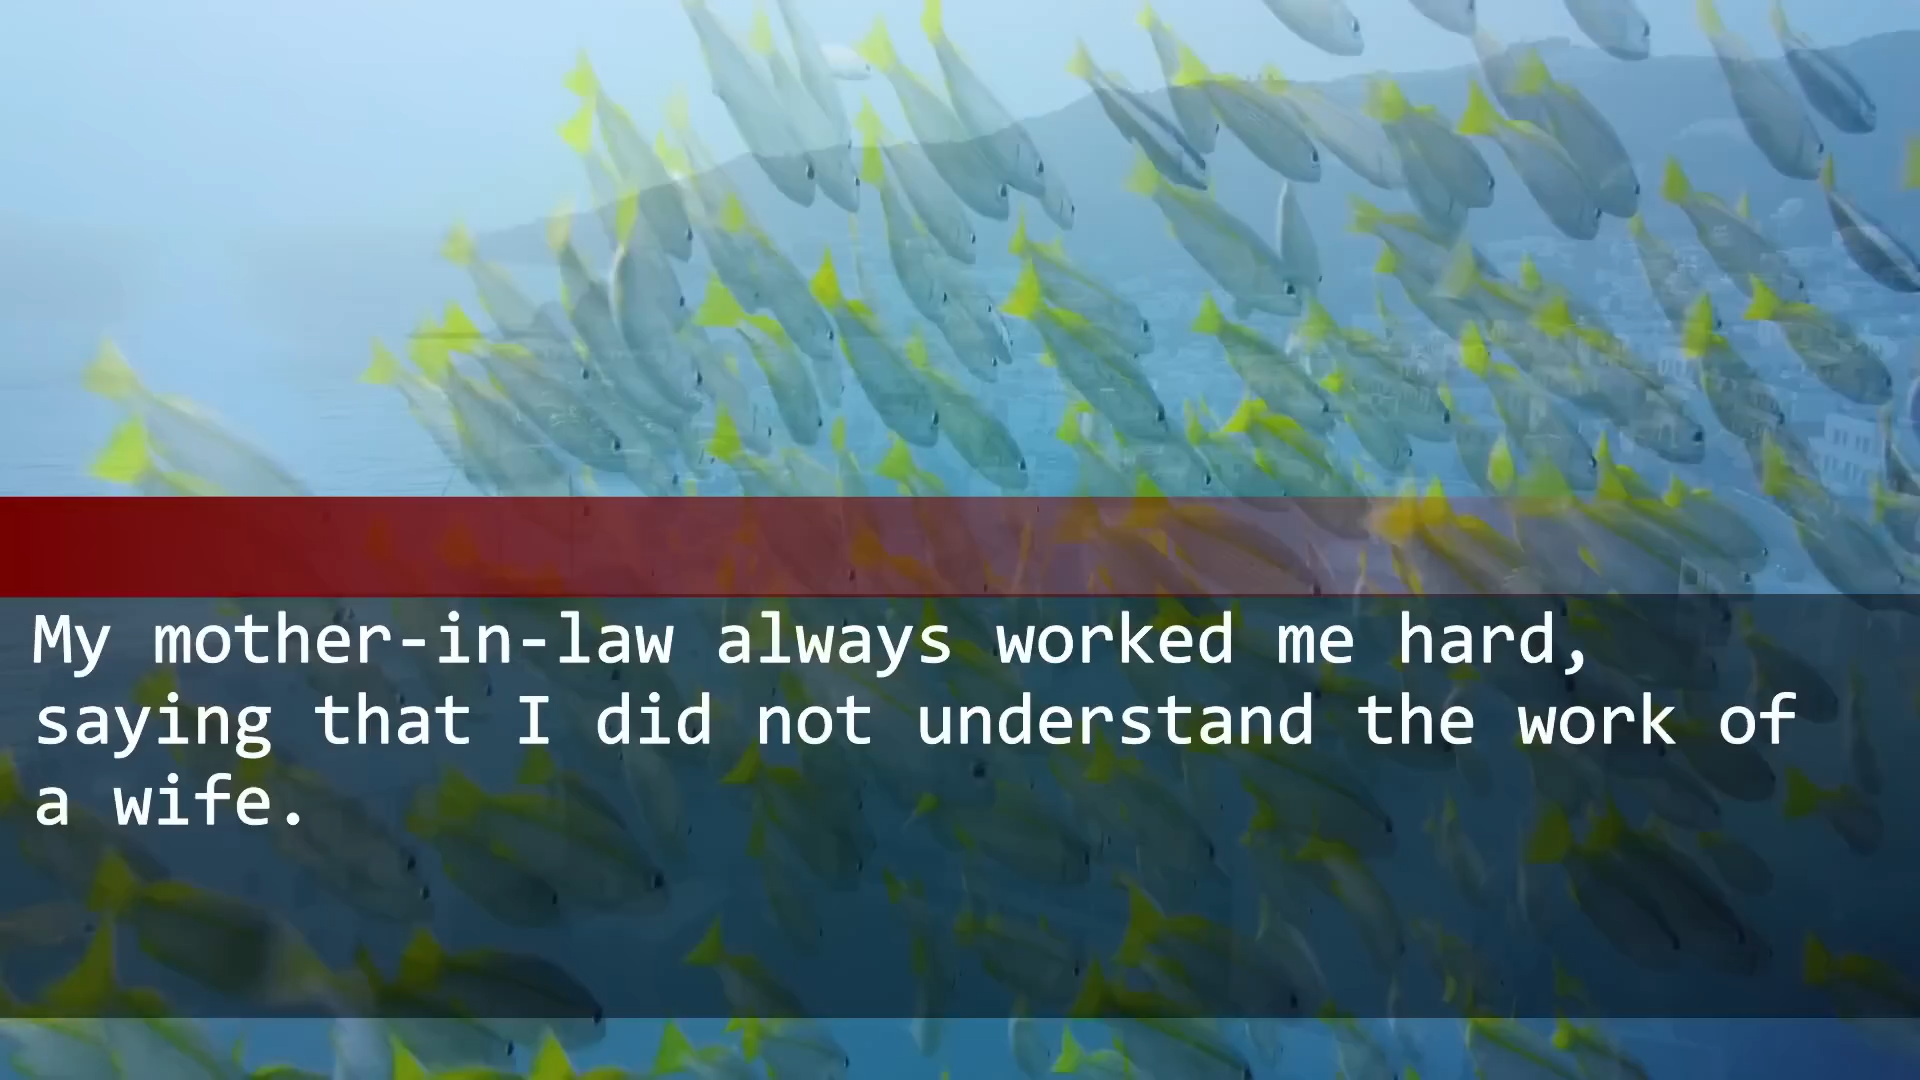 My mother-in-law always worked me hard,
saying that I did not understand the work of
a wife.